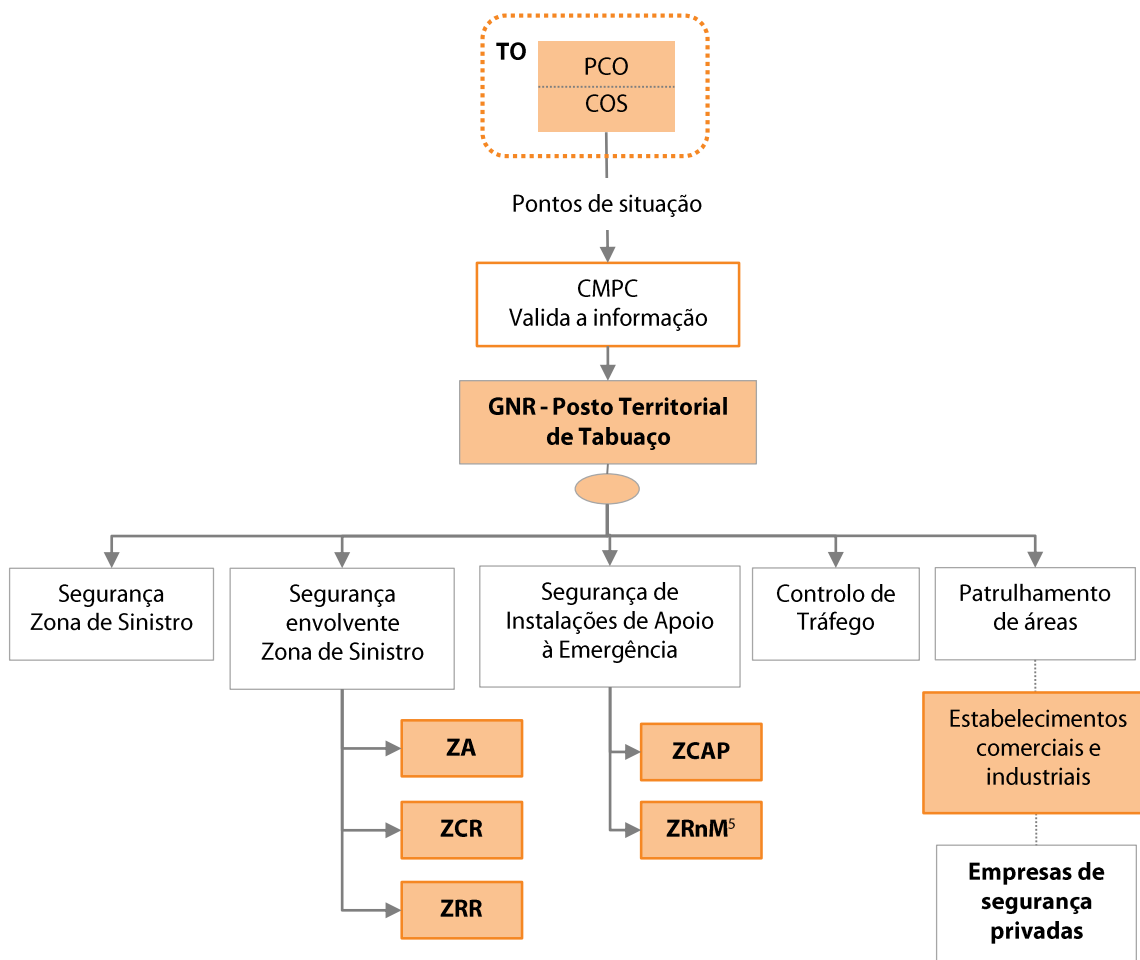 TO
PCO
COS
Pontos de situação
CMPC
Valida a informação
GNR - Posto Territorial
de Tabuaço
Segurança
Zona de Sinistro
Segurança
envolvente
Zona de Sinistro
ZA
ZCR
ZRR
Segurança de
Instalações de Apoio
à Emergência
ZCAP
ZRnM⁵
Controlo de
Tráfego
Patrulhamento
de áreas
Estabelecimentos
comerciais e
industriais
Empresas de
segurança
privadas